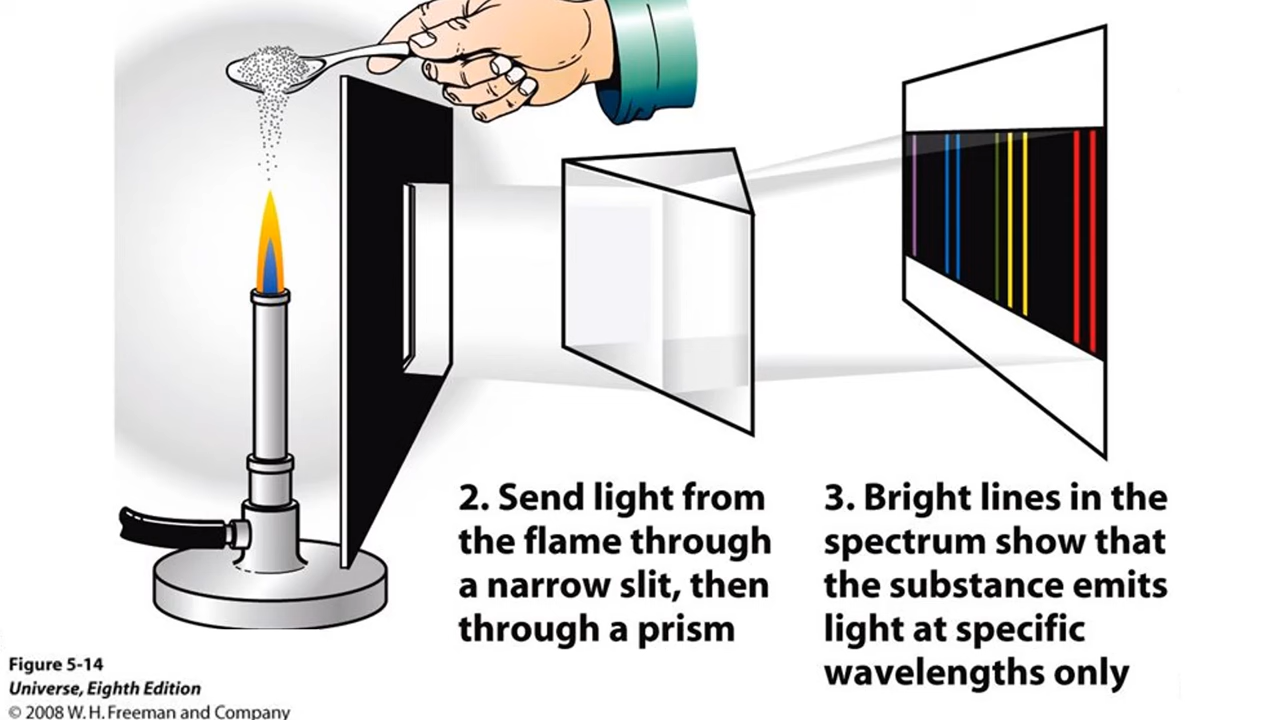 2. Send light from
the flame through
a narrow slit, then
through a prism
3. Bright lines in the
spectrum show that
the substance emits
light at specific
wavelengths only
Figure 5-14
Universe, Eighth Edition
© 2008 W. H. Freeman and Company